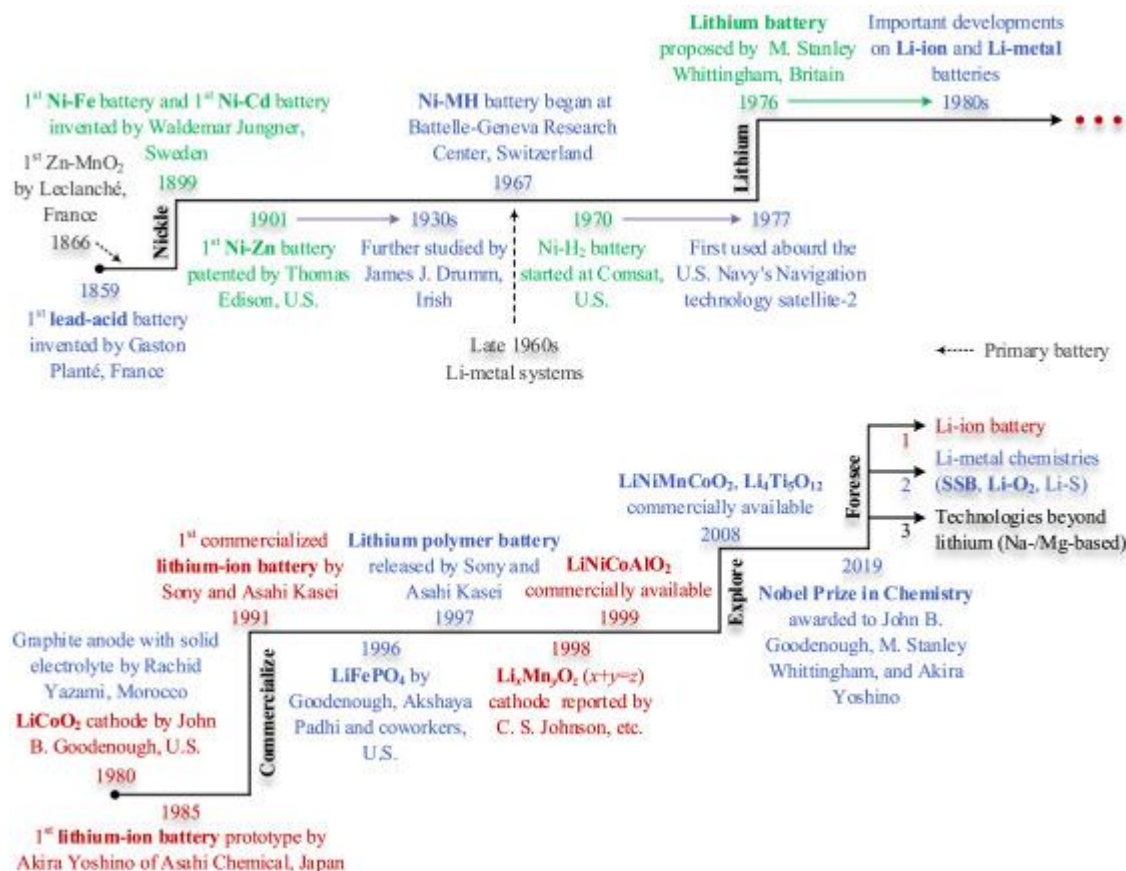 Lithium battery
proposed by M. Stanley
Whittingham, Britain
1976
Important developments
on Li-ion and Li-metal
batteries
1980s
1st Ni-Fe battery and 1st Ni-Cd battery
invented by Waldemar Jungner,
Sweden
1899
Ni-MH battery began at
Battelle-Geneva Research
Center, Switzerland
1967
Lithium
1st Zn-MnO2
by Leclanché,
France
1866
Nickle
1859
1st lead-acid battery
invented by Gaston
Planté, France
1901
1st Ni-Zn battery
patented by Thomas
Edison, U.S.
1930s
Further studied by
James J. Drumm,
Irish
1970
Ni-H2 battery
started at Comsat,
U.S.
1977
First used aboard the
U.S. Navy's Navigation
technology satellite-2
Late 1960s
Li-metal systems
Primary battery
1 Li-ion battery
2 Li-metal chemistries
(SSB, Li-O2, Li-S)
3 Technologies beyond
lithium (Na-/Mg-based)
Foresee
LiNiMnCoO2, Li4Ti5O12
commercially available
2008
2019
Nobel Prize in Chemistry
awarded to John B.
Goodenough, M. Stanley
Whittingham, and Akira
Yoshino
Explore
1st commercialized
lithium-ion battery by
Sony and Asahi Kasei
1991
Lithium polymer battery
released by Sony and
Asahi Kasei
1997
LiNiCoAlO2
commercially available
1999
1996
LiFePO4 by
Goodenough, Akshaya
Padhi and coworkers,
U.S.
1998
LixMnyOz (x+y=z)
cathode reported by
C. S. Johnson, etc.
Commercialize
Graphite anode with solid
electrolyte by Rachid
Yazami, Morocco
LiCoO2 cathode by John
B. Goodenough, U.S.
1980
1985
1st lithium-ion battery prototype by
Akira Yoshino of Asahi Chemical, Japan